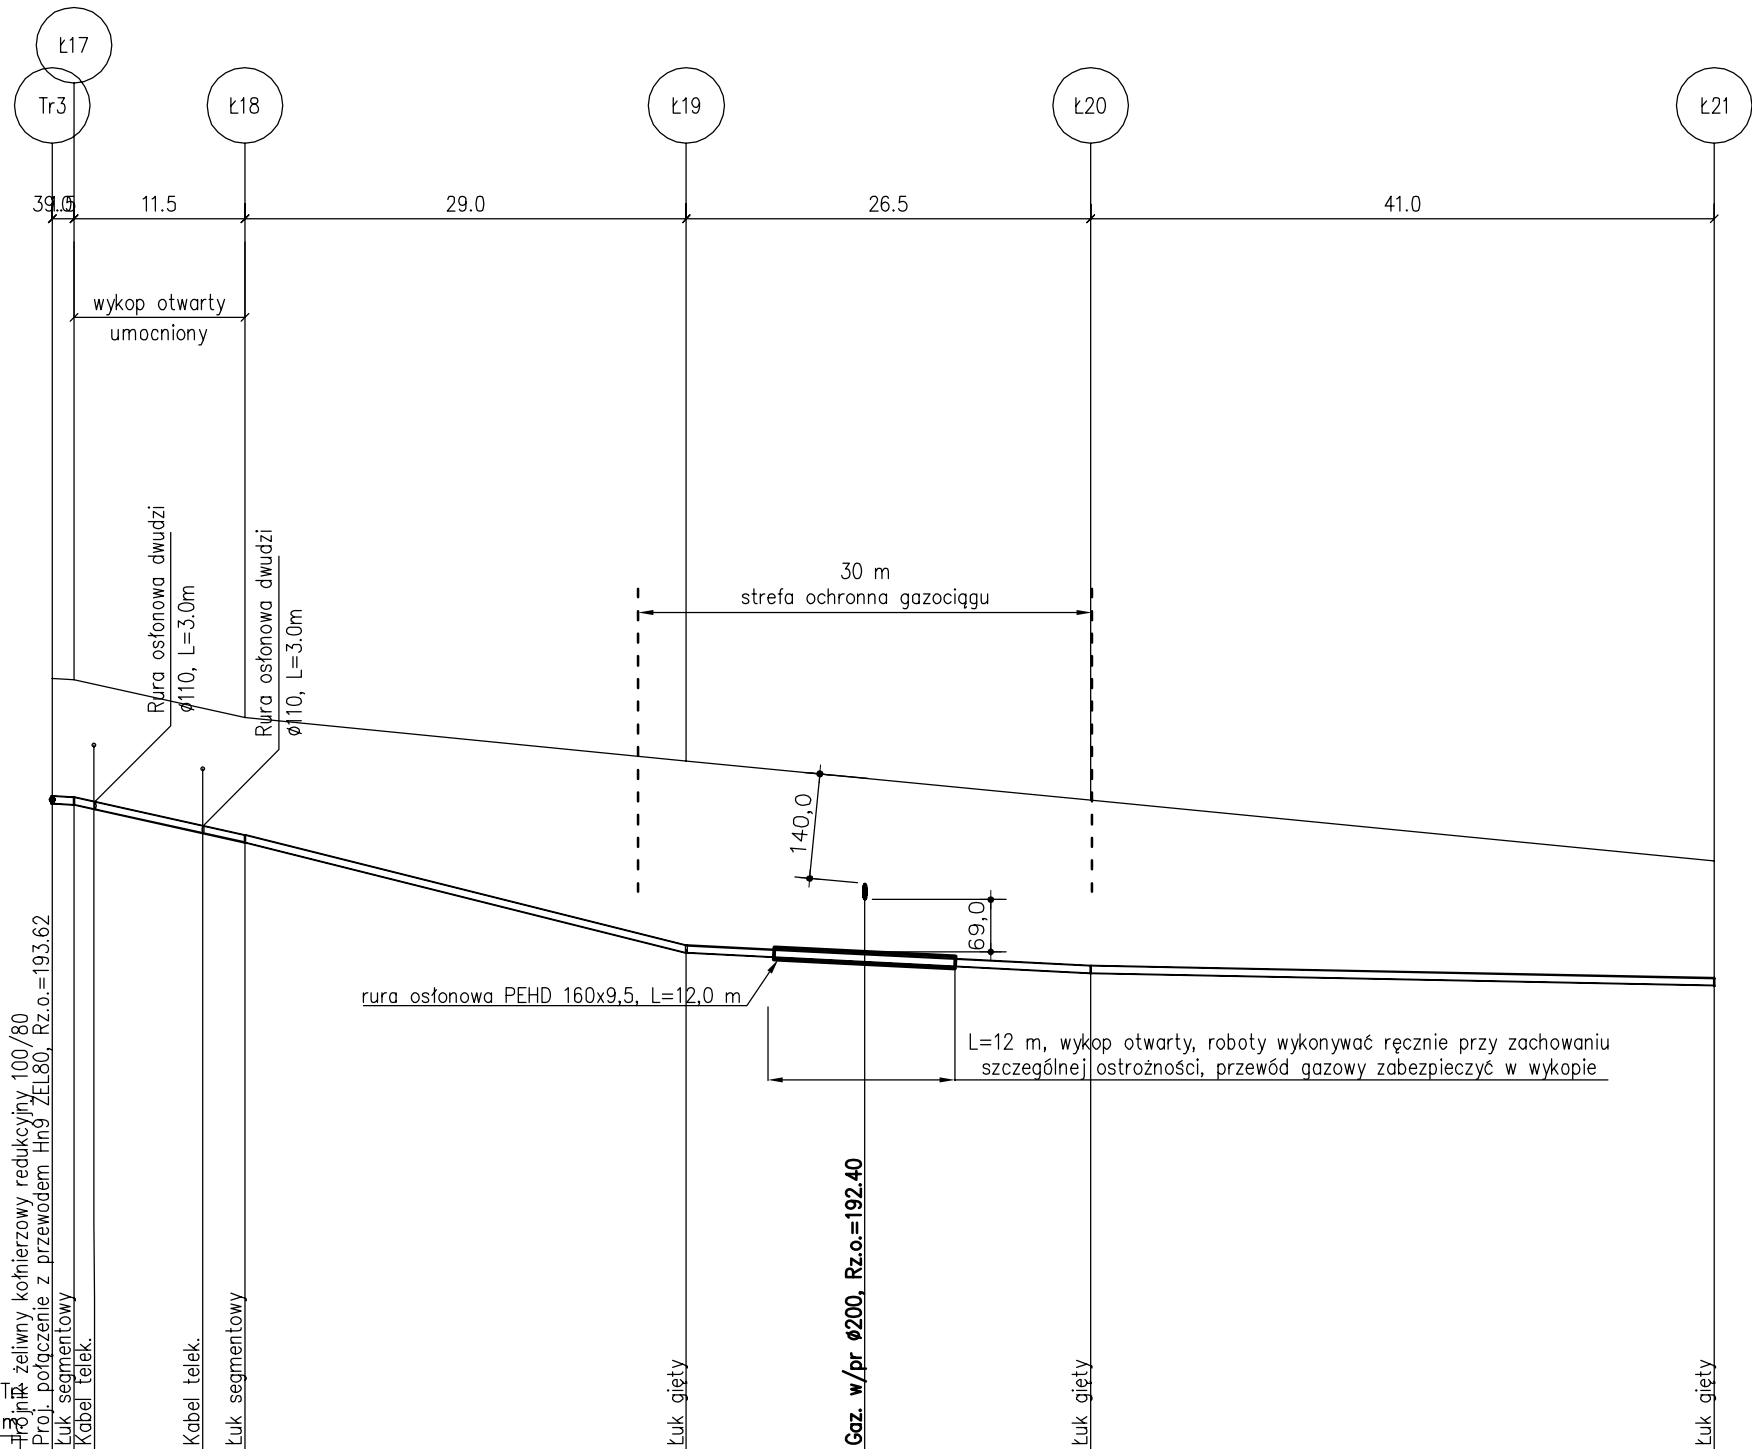 Ł17
Tr3
Ł18
Ł19
Ł20
Ł21
11.5
29.0
26.5
41.0
wykop otwarty
umocniony
Rura osłonowa dwudzi
ø110, L=3.0m
Rura osłonowa dwudzi
ø110, L=3.0m
30 m
strefa ochronna gazociągu
140,0
69,0
rura osłonowa PEHD 160x9,5, L=12,0 m
L=12 m, wykop otwarty, roboty wykonywać ręcznie przy zachowaniu
szczególnej ostrożności, przewód gazowy zabezpieczyć w wykopie
Trójnik żeliwny kołnierzowy redukcyjny 100/80
Proj. połączenie z przewodem Hn9 ŻEL80, Rz.o.=193.62
Łuk segmentowy
Kabel telek.
Kabel telek.
Łuk segmentowy
Łuk gięty
Gaz. w/pr ø200, Rz.o.=192.40
Łuk gięty
Łuk gięty